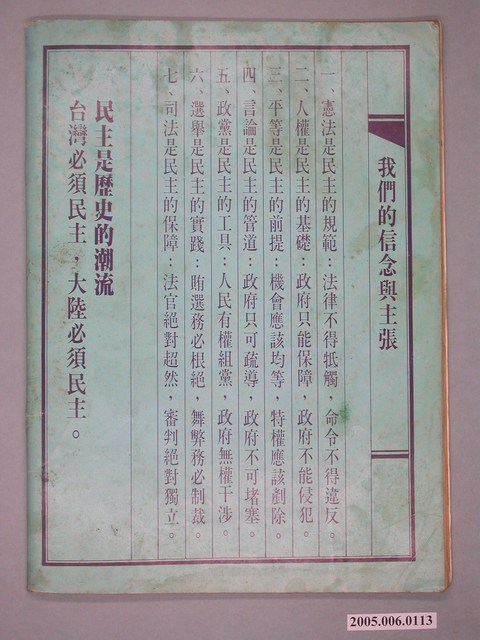 我們的信念與主張
一、憲法是民主的規範：法律不得牴觸，命令不得違反。
二、人權是民主的基礎：政府只能保障，政府不能侵犯。
三、平等是民主的前提：機會應該均等，特權應該剷除。
四、言論是民主的管道：政府只可疏導，政府不可堵塞。
五、政黨是民主的工具：人民有權組黨，政府無權干涉。
六、選舉是民主的實踐：賄選務必根絕，舞弊務必制裁。
七、司法是民主的保障：法官絕對超然，審判絕對獨立。
民主是歷史的潮流
台灣必須民主，大陸必須民主。
2005.006.0113